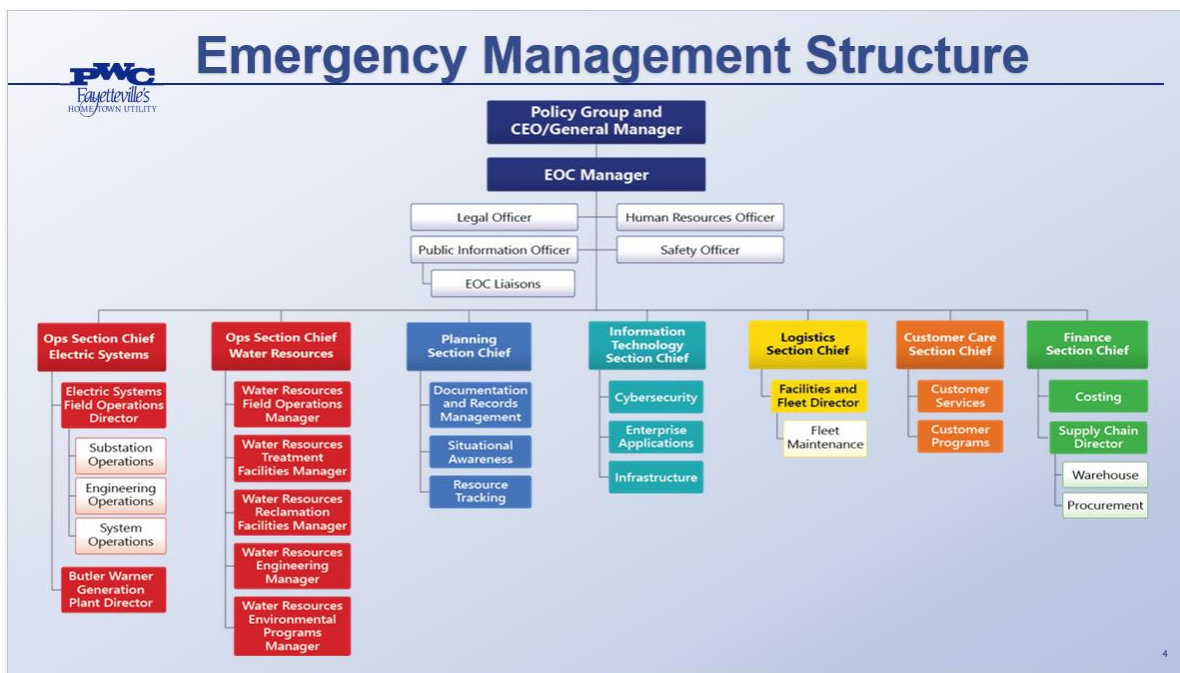 Emergency Management Structure
PWC
Fayetteville's
HOMETOWN UTILITY
Policy Group and
CEO/General Manager
EOC Manager
Legal Officer
Human Resources Officer
Public Information Officer
Safety Officer
EOC Liaisons
Ops Section Chief
Electric Systems
Electric Systems
Field Operations
Director
Substation
Operations
Engineering
Operations
System
Operations
Butler Warner
Generation
Plant Director
Ops Section Chief
Water Resources
Water Resources
Field Operations
Manager
Water Resources
Treatment
Facilities Manager
Water Resources
Reclamation
Facilities Manager
Water Resources
Engineering
Manager
Water Resources
Environmental
Programs
Manager
Planning
Section Chief
Documentation
and Records
Management
Situational
Awareness
Resource
Tracking
Information
Technology
Section Chief
Cybersecurity
Enterprise
Applications
Infrastructure
Logistics
Section Chief
Facilities and
Fleet Director
Fleet
Maintenance
Customer Care
Section Chief
Customer
Services
Customer
Programs
Finance
Section Chief
Costing
Supply Chain
Director
Warehouse
Procurement
4